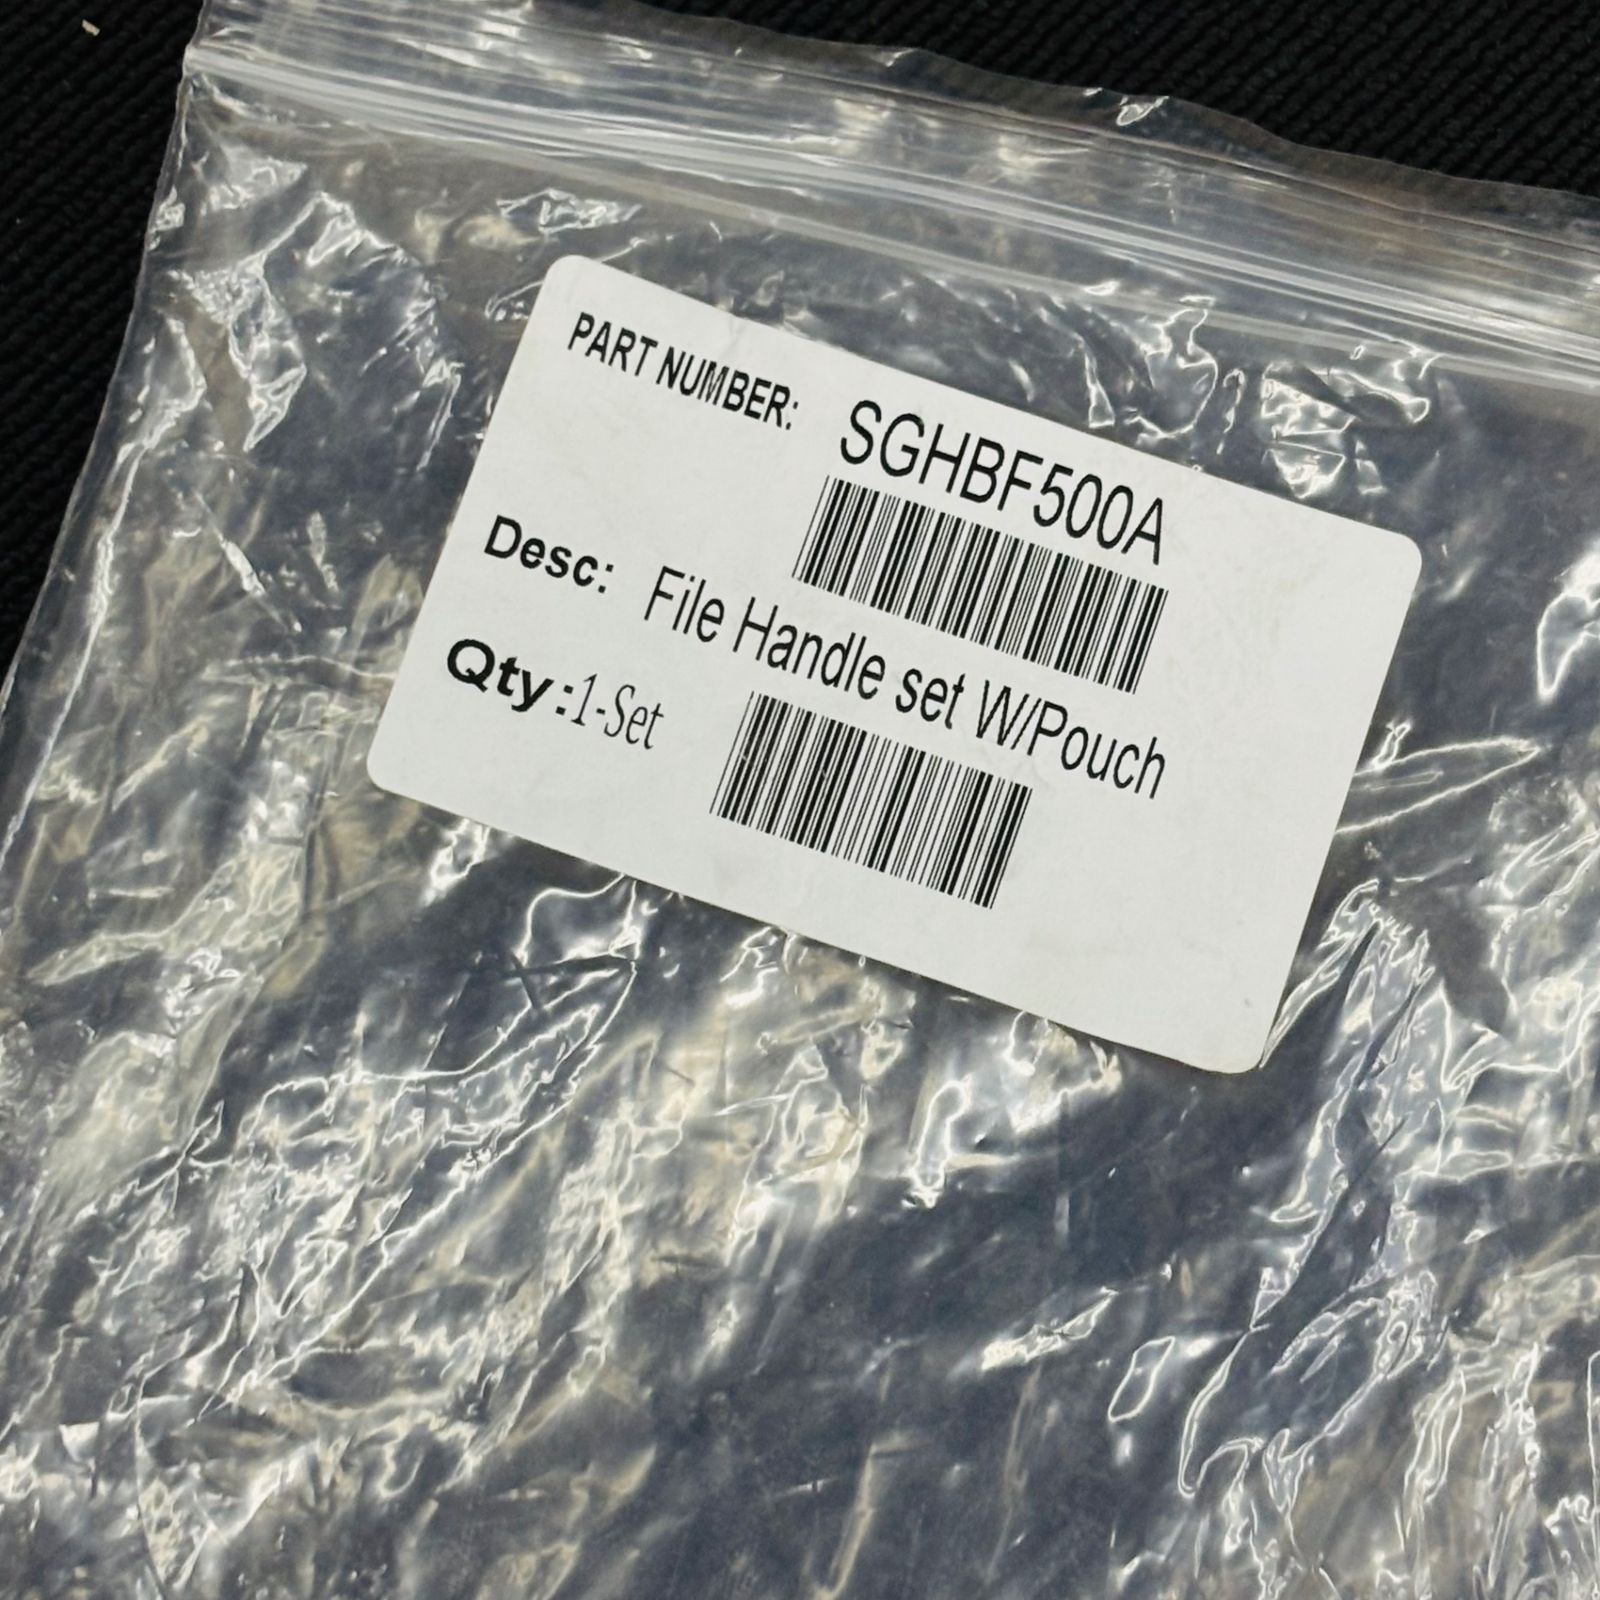 PART NUMBER: SGHBF500A
Desc: File Handle set W/Pouch
Qty:1-Set